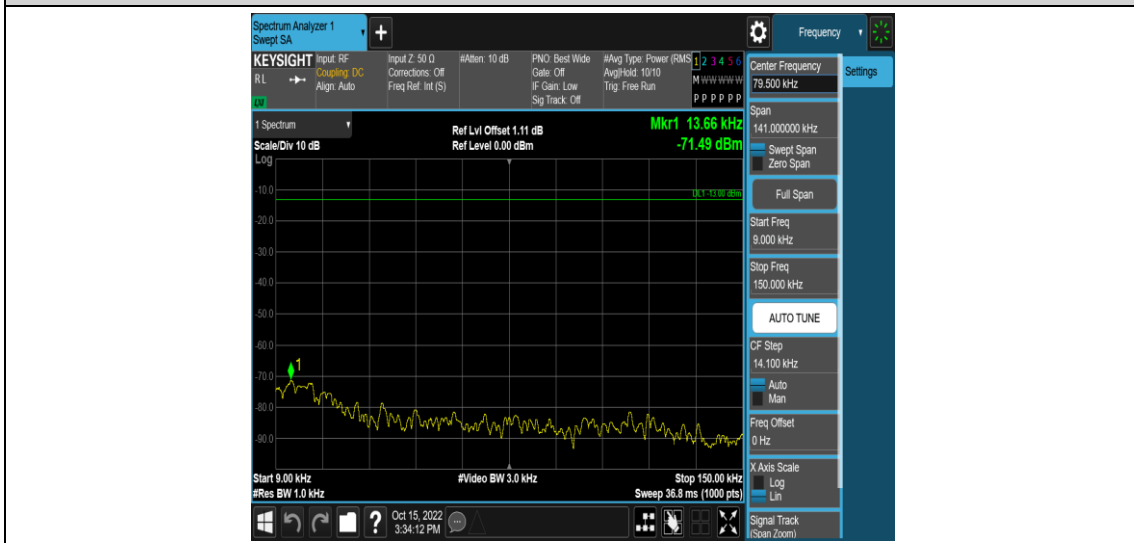 Spectrum Analyzer 1
Swept SA
+
Frequency
KEYSIGHT
RL
Input: RF
Coupling: DC
Align: Auto
Input Z: 50 Ω
Corrections: Off
Freq Ref: Int (S)
#Atten: 10 dB
PNO: Best Wide
Gate: Off
IF Gain: Low
Sig Track: Off
#Avg Type: Power (RMS
Avg|Hold: 10/10
Trig: Free Run
1 2 3 4 5 6
M W W W W W
P P P P P P
1 Spectrum
Scale/Div 10 dB
Log
Ref Lvl Offset 1.11 dB
Ref Level 0.00 dBm
Mkr1 13.66 kHz
-71.49 dBm
DL1 -13.00 dBm
-10.0
-20.0
-30.0
-40.0
-50.0
-60.0
-70.0
-80.0
-90.0
1
Start 9.00 kHz
#Res BW 1.0 kHz
#Video BW 3.0 kHz
Stop 150.00 kHz
Sweep 36.8 ms (1000 pts)
Center Frequency
79.500 kHz
Settings
Span
141.000000 kHz
Swept Span
Zero Span
Full Span
Start Freq
9.000 kHz
Stop Freq
150.000 kHz
AUTO TUNE
CF Step
14.100 kHz
Auto
Man
Freq Offset
0 Hz
X Axis Scale
Log
Lin
Signal Track
(Span Zoom)
?
Oct 15, 2022
3:34:12 PM